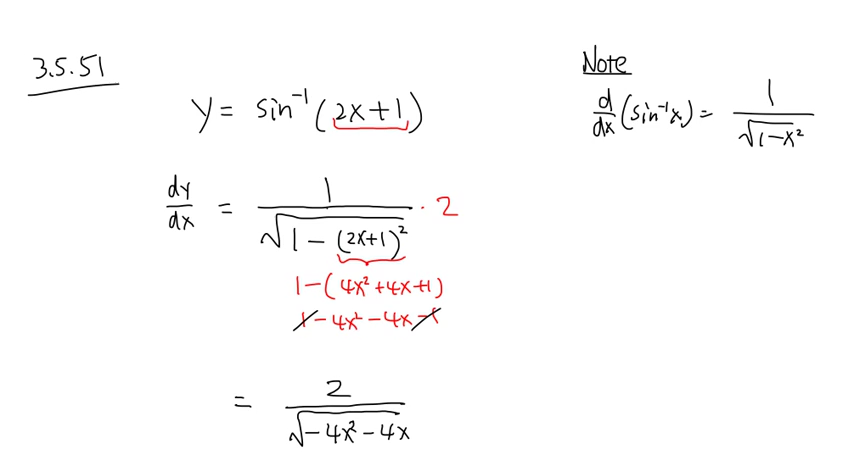 3.5.51
Note
y = sin⁻¹(2x+1)
d/dx (sin⁻¹x) = 1/√(1-x²)
dy/dx = 1/√(1-(2x+1)²) · 2
1-(4x²+4x+1)
1-4x²-4x-1
= 2/√(-4x²-4x)